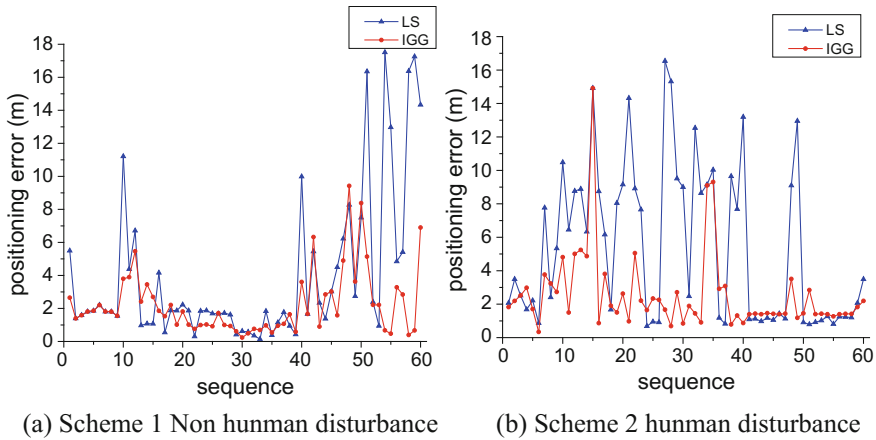 LS
IGG
18
16
14
12
10
8
6
4
2
0
positioning error (m)
0 10 20 30 40 50 60
sequence
(a) Scheme 1 Non hunman disturbance
LS
IGG
18
16
14
12
10
8
6
4
2
0
positioning error (m)
0 10 20 30 40 50 60
sequence
(b) Scheme 2 hunman disturbance